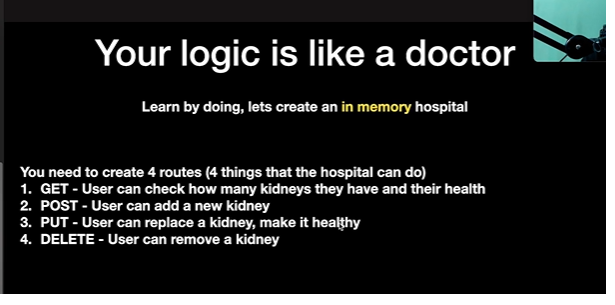 Your logic is like a doctor
Learn by doing, lets create an in memory hospital
You need to create 4 routes (4 things that the hospital can do)
1. GET - User can check how many kidneys they have and their health
2. POST - User can add a new kidney
3. PUT - User can replace a kidney, make it healthy
4. DELETE - User can remove a kidney